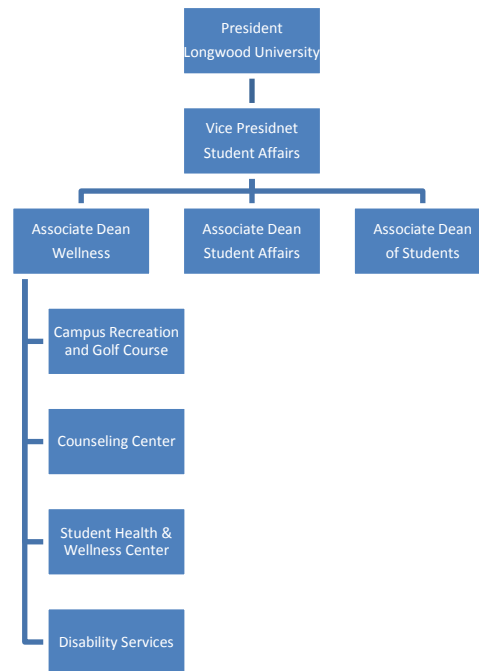 President
Longwood University
Vice Presidnet
Student Affairs
Associate Dean
Wellness
Associate Dean
Student Affairs
Associate Dean
of Students
Campus Recreation
and Golf Course
Counseling Center
Student Health &
Wellness Center
Disability Services